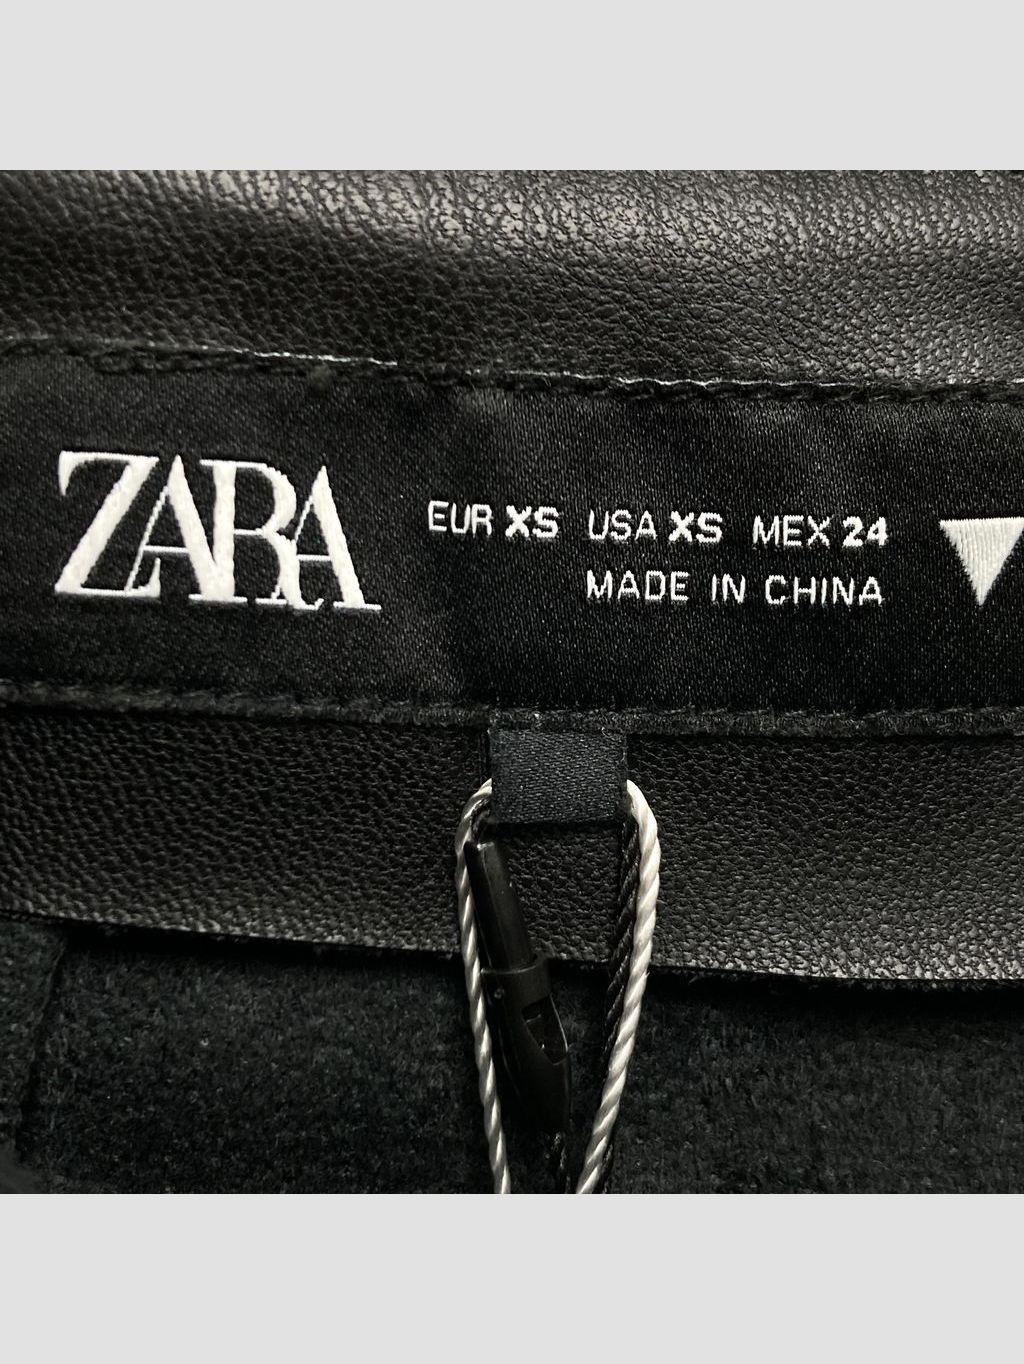 ZARA
EUR XS USA XS MEX 24
MADE IN CHINA